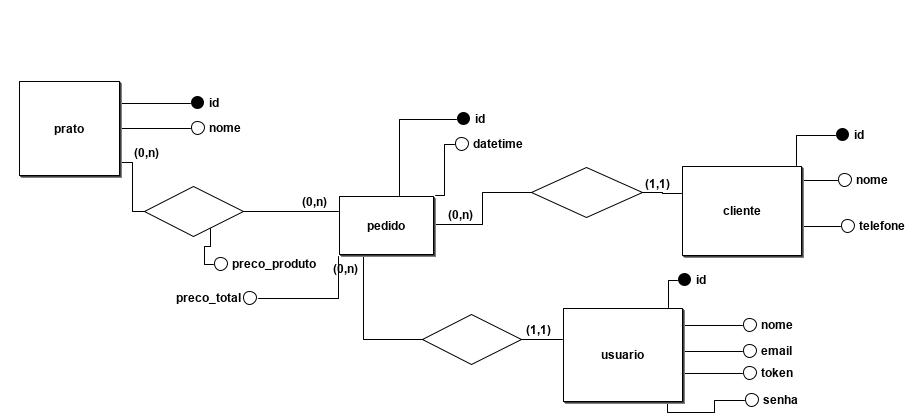 prato
id
nome
(0,n)
preco_produto
(0,n)
pedido
id
datetime
(0,n)
preco_total
(0,n)
(1,1)
cliente
id
nome
telefone
(1,1)
usuario
id
nome
email
token
senha